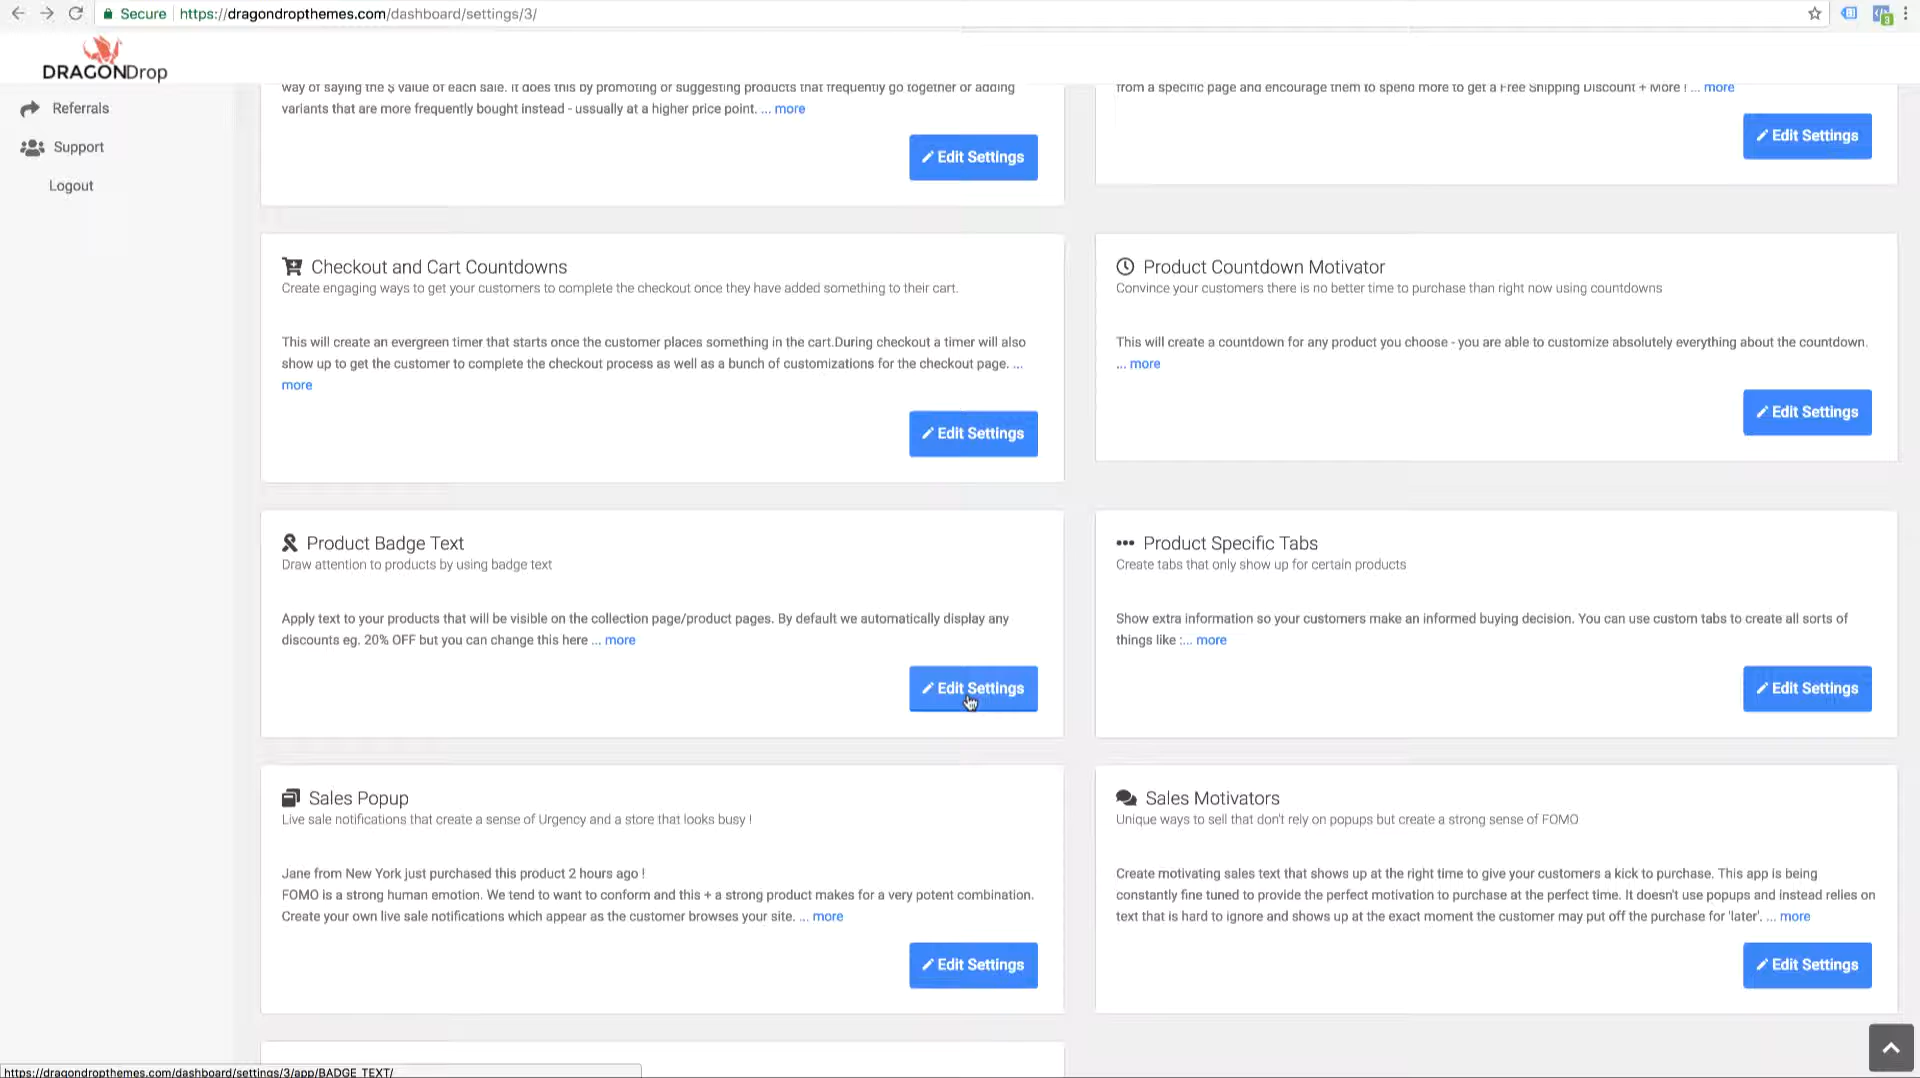 Secure https://dragondropthemes.com/dashboard/settings/3/
3
DRAGONDrop
way of saying the $ value of each sale. It does this by promoting or suggesting products that frequently go together or adding
variants that are more frequently bought instead - ussually at a higher price point. ... more
Edit Settings
from a specific page and encourage them to spend more to get a Free Shipping Discount + More ! ... more
Edit Settings
Referrals
Support
Logout
Checkout and Cart Countdowns
Create engaging ways to get your customers to complete the checkout once they have added something to their cart.
This will create an evergreen timer that starts once the customer places something in the cart.During checkout a timer will also
show up to get the customer to complete the checkout process as well as a bunch of customizations for the checkout page. ...
more
Edit Settings
Product Countdown Motivator
Convince your customers there is no better time to purchase than right now using countdowns
This will create a countdown for any product you choose - you are able to customize absolutely everything about the countdown.
... more
Edit Settings
Product Badge Text
Draw attention to products by using badge text
Apply text to your products that will be visible on the collection page/product pages. By default we automatically display any
discounts eg. 20% OFF but you can change this here ... more
Edit Settings
Product Specific Tabs
Create tabs that only show up for certain products
Show extra information so your customers make an informed buying decision. You can use custom tabs to create all sorts of
things like :... more
Edit Settings
Sales Popup
Live sale notifications that create a sense of Urgency and a store that looks busy !
Jane from New York just purchased this product 2 hours ago !
FOMO is a strong human emotion. We tend to want to conform and this + a strong product makes for a very potent combination.
Create your own live sale notifications which appear as the customer browses your site. ... more
Edit Settings
Sales Motivators
Unique ways to sell that don't rely on popups but create a strong sense of FOMO
Create motivating sales text that shows up at the right time to give your customers a kick to purchase. This app is being
constantly fine tuned to provide the perfect motivation to purchase at the perfect time. It doesn't use popups and instead relies on
text that is hard to ignore and shows up at the exact moment the customer may put off the purchase for 'later'. ... more
Edit Settings
https://dragondropthemes.com/dashboard/settings/3/app/BADGE_TEXT/